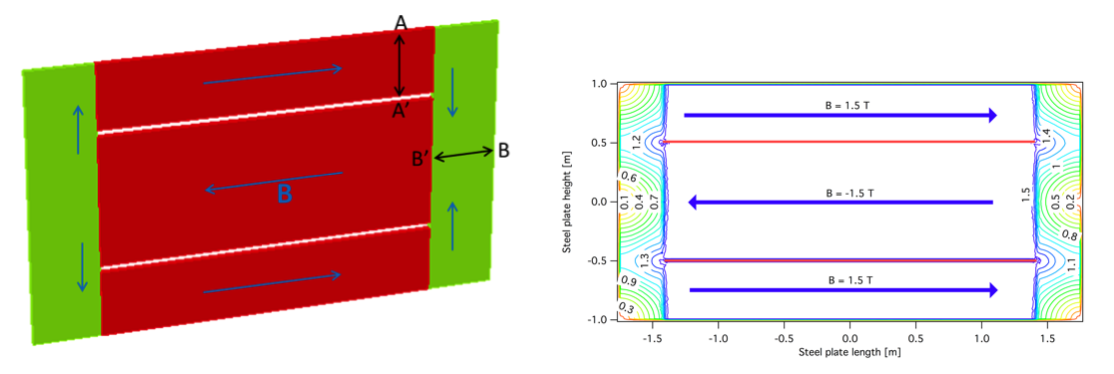 A
A'
B'
B
B
1.0
0.5
0.0
-0.5
-1.0
Steel plate height [m]
B = 1.5 T
B = -1.5 T
B = 1.5 T
1.2
0.6
0.1
0.4
0.7
1.3
0.9
0.3
1.4
1
1.5
0.5
0.2
0.8
1.1
-1.5
-1.0
-0.5
0.0
0.5
1.0
1.5
Steel plate length [m]